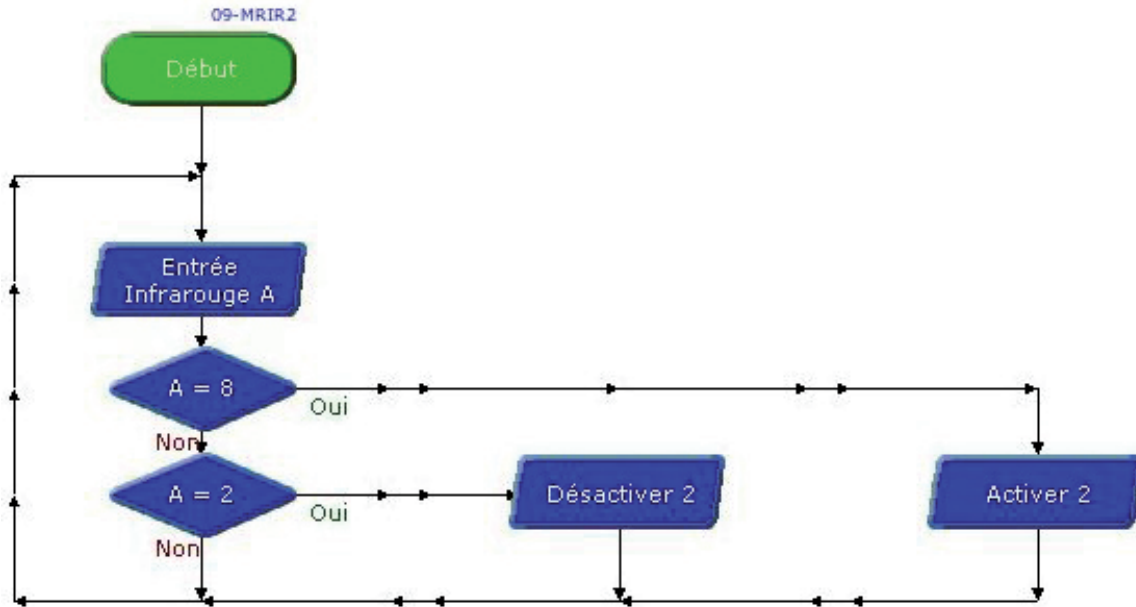 09-MRIR2
Début
Entrée
Infrarouge A
A = 8
Oui
Non
A = 2
Oui
Non
Désactiver 2
Activer 2